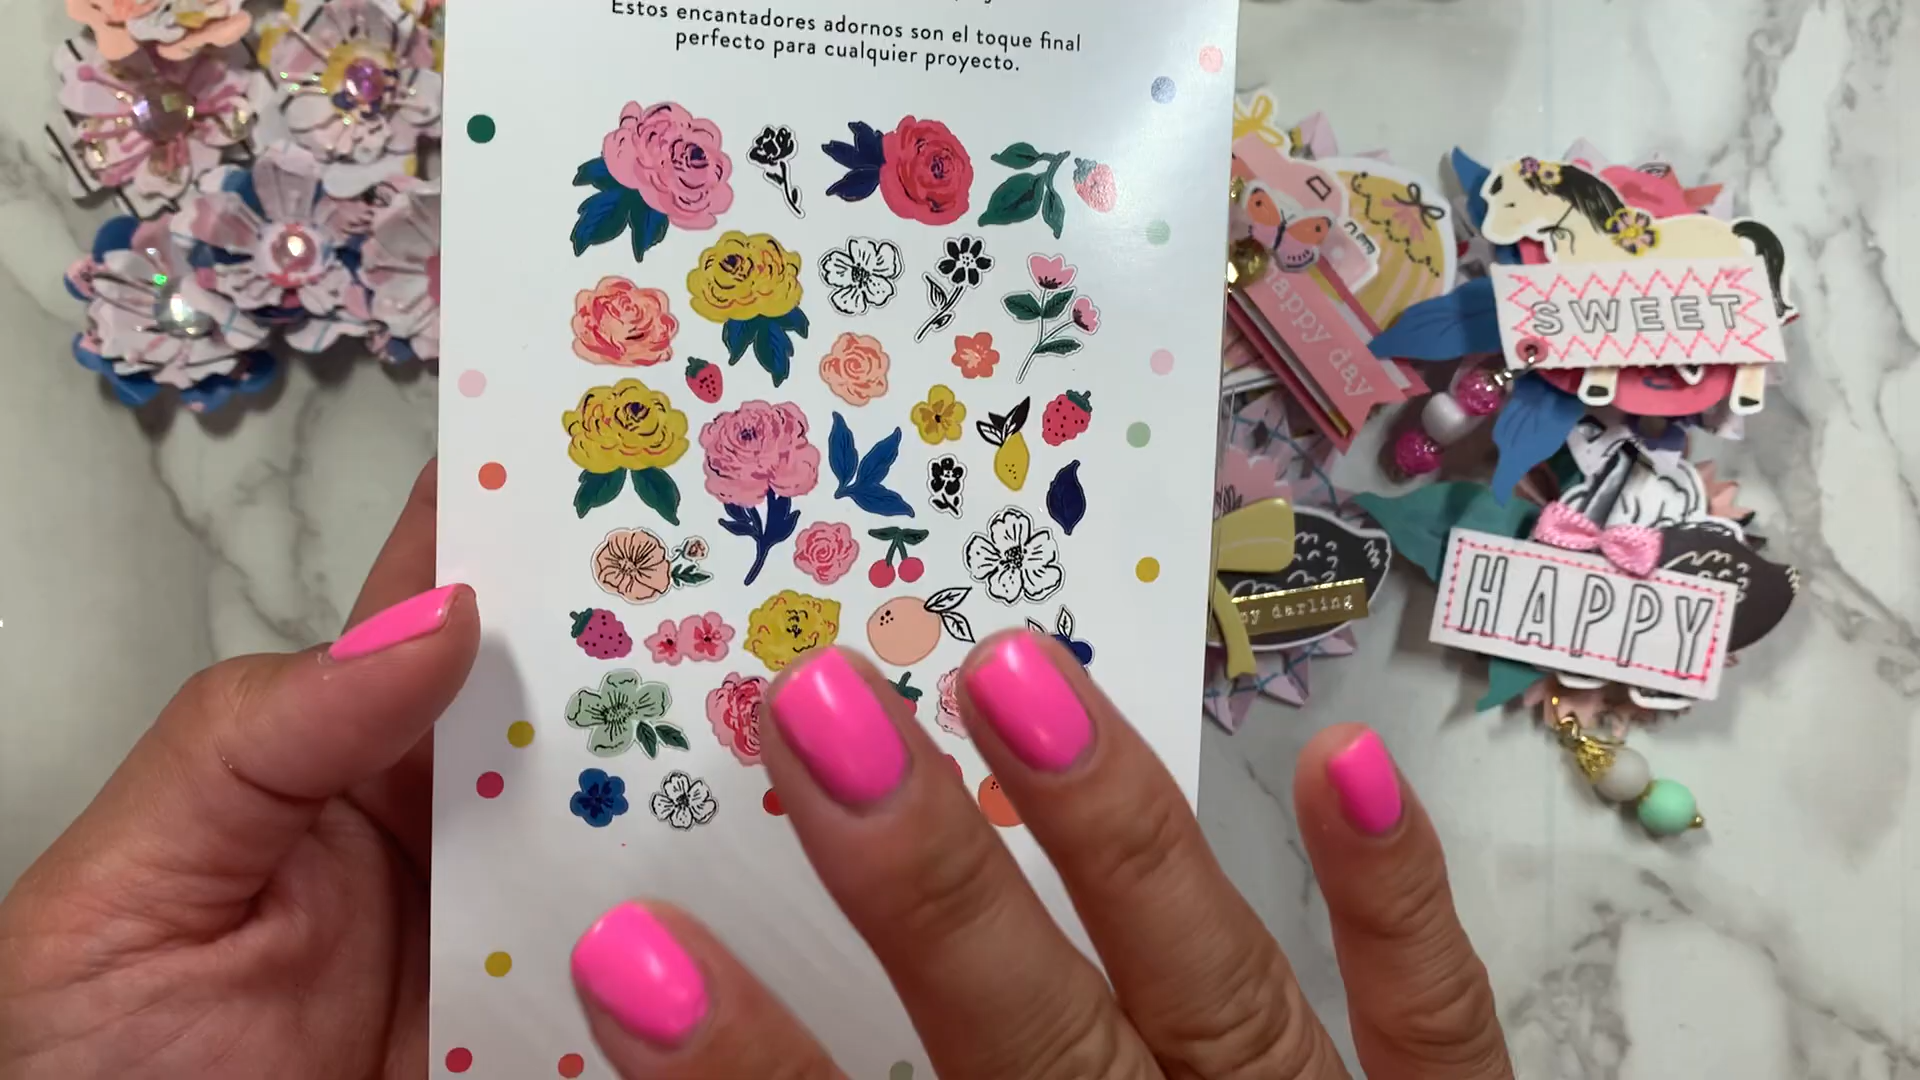 Estos encantadores adornos son el toque final
perfecto para cualquier proyecto.
happy day
SWEET
HAPPY
darling